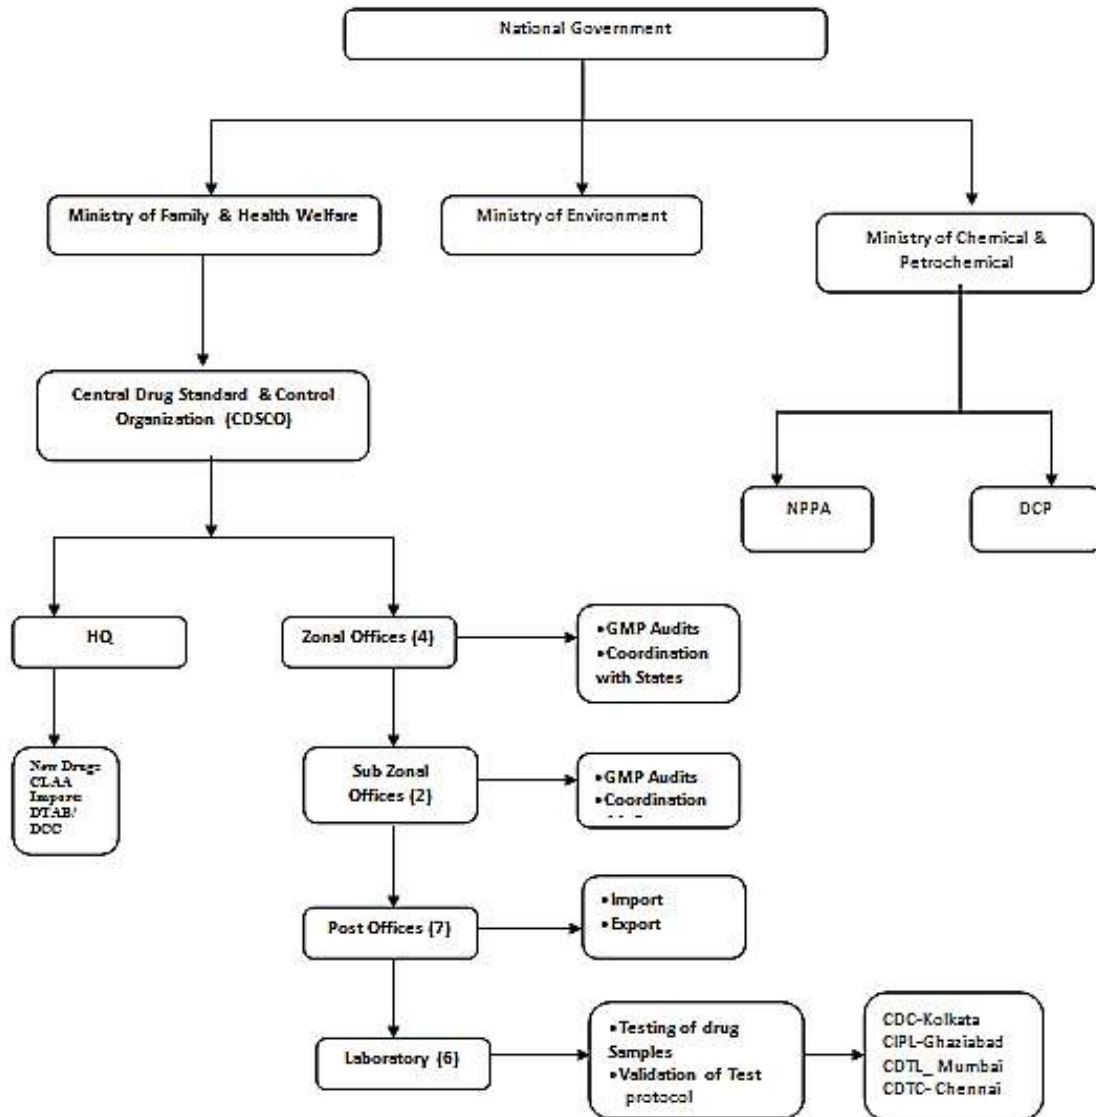 National Government
Ministry of Family & Health Welfare
Ministry of Environment
Ministry of Chemical &
Petrochemical
Central Drug Standard & Control
Organization (CDSCO)
NPPA
DCP
HQ
Zonal Offices (4)
•GMP Audits
•Coordination
with States
New Drugs
CLAA
Imports
DTAB/
DCC
Sub Zonal
Offices (2)
•GMP Audits
•Coordination
Post Offices (7)
•Import
•Export
Laboratory (6)
•Testing of drug
Samples
•Validation of Test
protocol
CDC-Kolkata
CIPL-Ghaziabad
CDTL_ Mumbai
CDTC- Chennai